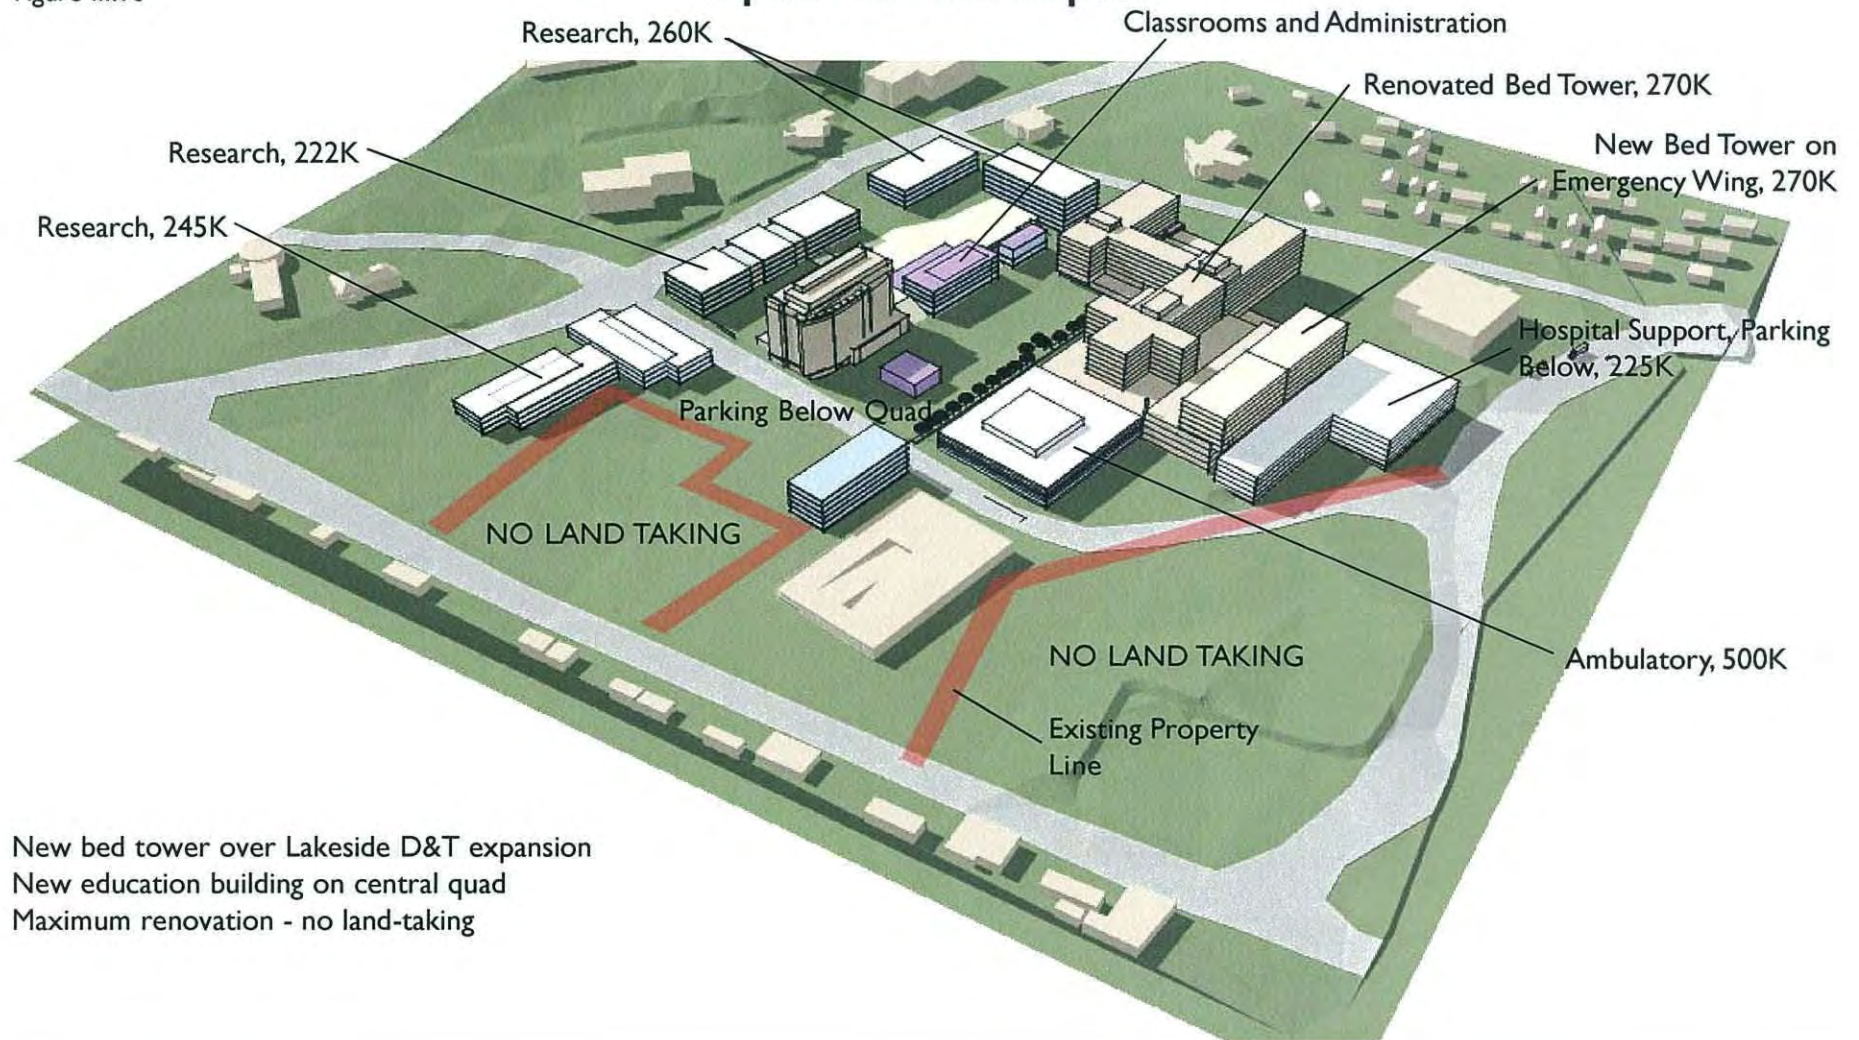 Research, 260K
Classrooms and Administration
Renovated Bed Tower, 270K
New Bed Tower on
Emergency Wing, 270K
Research, 222K
Research, 245K
Hospital Support, Parking
Below, 225K
Parking Below Quad
NO LAND TAKING
NO LAND TAKING
Ambulatory, 500K
Existing Property
Line
New bed tower over Lakeside D&T expansion
New education building on central quad
Maximum renovation - no land-taking